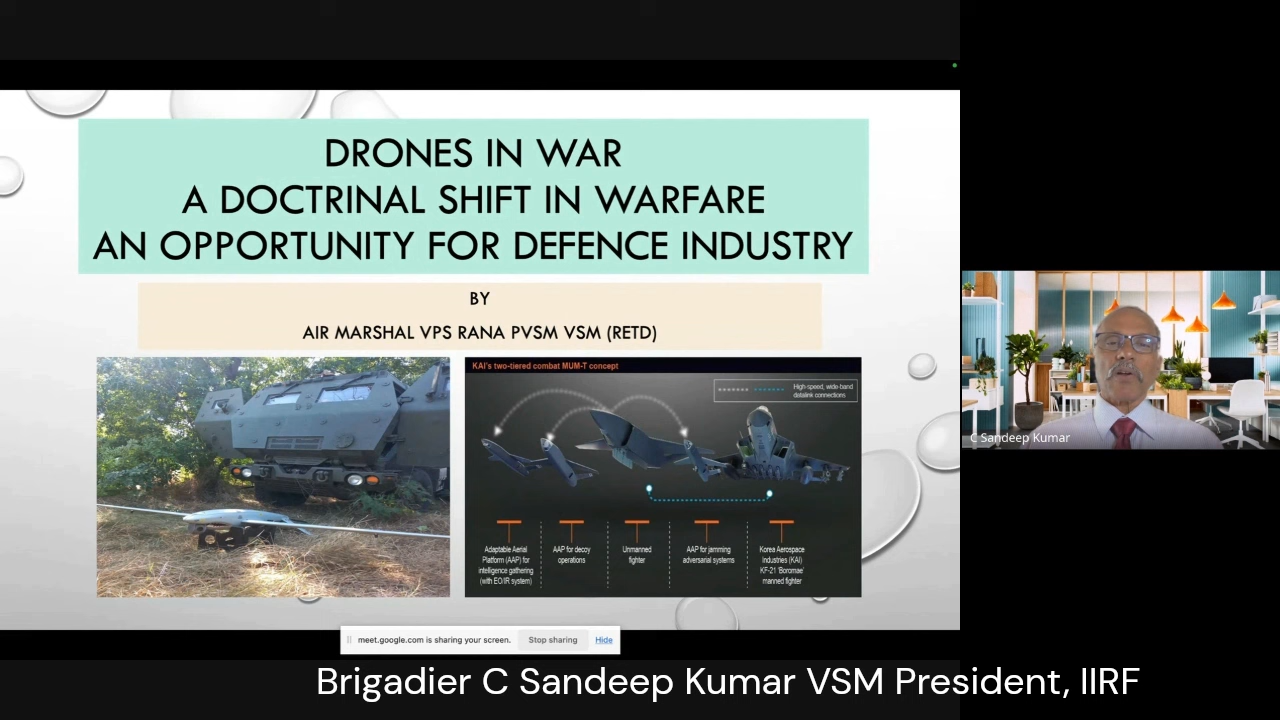 DRONES IN WAR
A DOCTRINAL SHIFT IN WARFARE
AN OPPORTUNITY FOR DEFENCE INDUSTRY
BY
AIR MARSHAL VPS RANA PVSM VSM (RETD)
KAI's two-tiered combat MUM-T concept
High-speed, wide-band
datalink connections
Adaptable Aerial
Platform (AAP) for
intelligence gathering
(with EO/IR system)
AAP for decoy
operations
Unmanned
fighter
AAP for jamming
adversarial systems
Korea Aerospace
Industries (KAI)
KF-21 'Boromae'
manned fighter
C Sandeep Kumar
meet.google.com is sharing your screen. Stop sharing Hide
Brigadier C Sandeep Kumar VSM President, IIRF